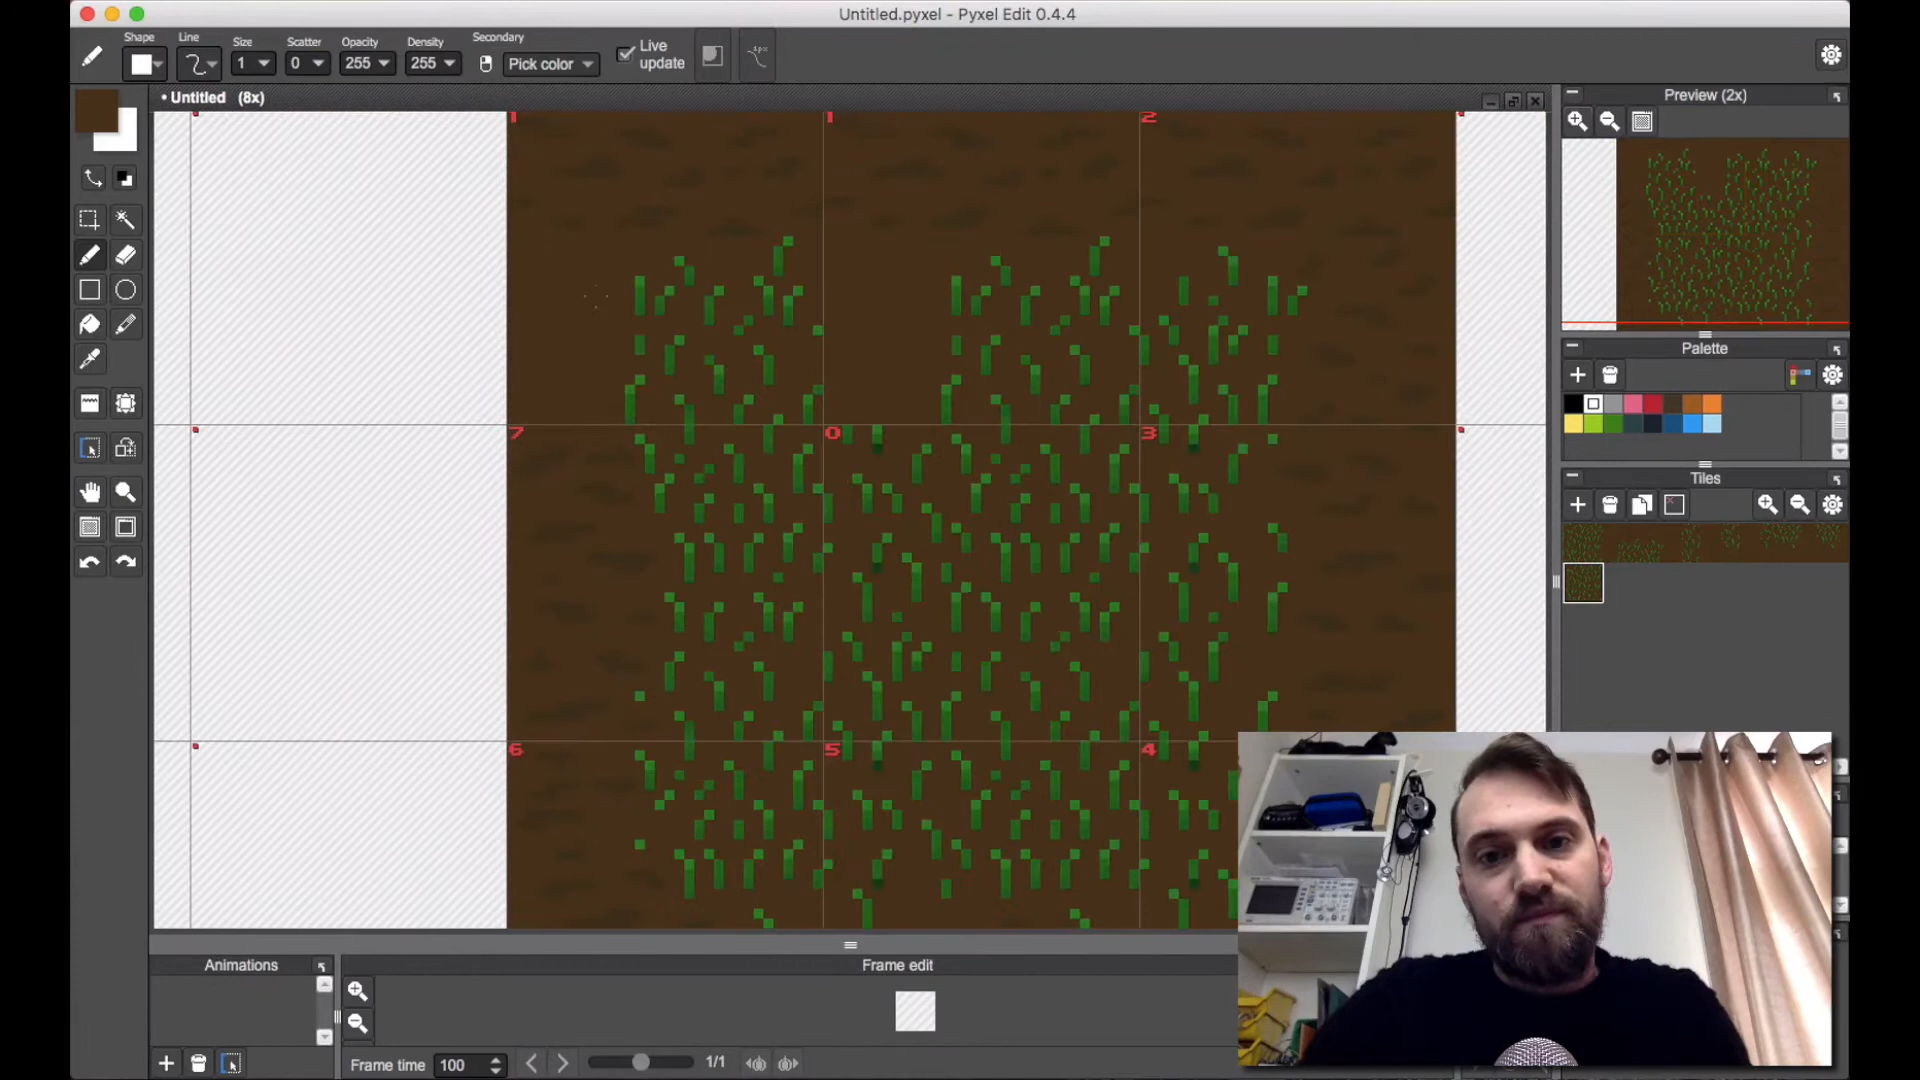 Untitled.pyxel - Pyxel Edit 0.4.4
Shape Line Size Scatter Opacity Density Secondary
1 0 255 255 Pick color Live update
• Untitled (8x)
Preview (2x)
1 1 2
Palette
7 0 3
Tiles
6 5 4
Animations
Frame edit
Frame time 100 1/1